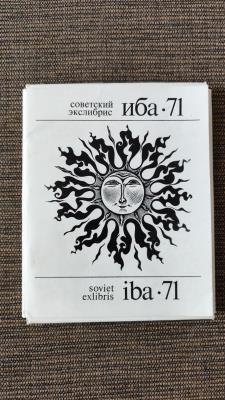 советский
экслибрис иба·71
soviet
exlibris iba·71